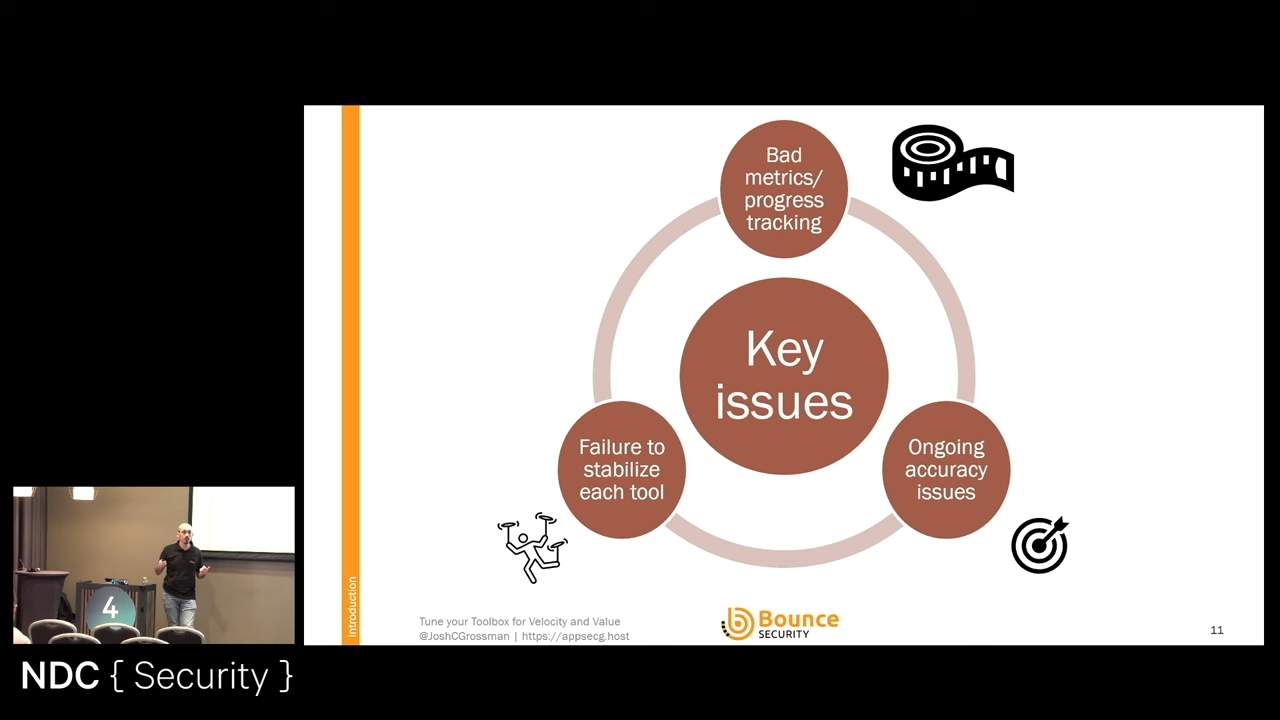 Bad
metrics/
progress
tracking
Key
issues
Failure to
stabilize
each tool
Ongoing
accuracy
issues
Introduction
Tune your Toolbox for Velocity and Value
@JoshCGrossman | https://appsecg.host
Bounce
SECURITY
11
4
NDC { Security }